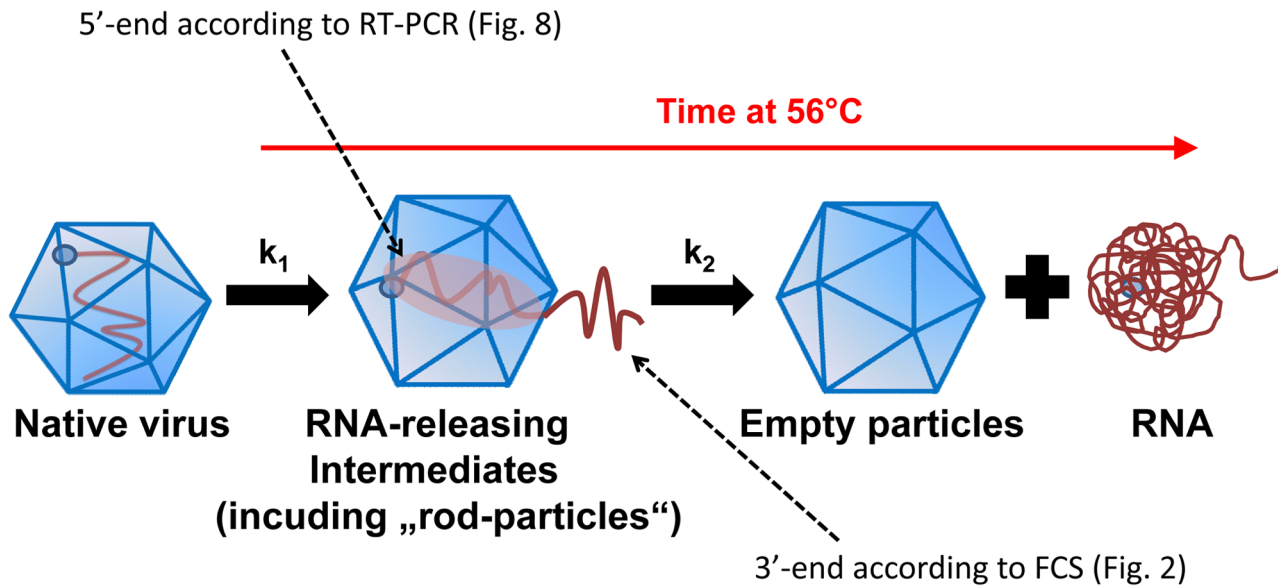 5’-end according to RT-PCR (Fig. 8)
Time at 56°C
k1
k2
Native virus
RNA-releasing
Intermediates
(incuding „rod-particles“)
Empty particles
RNA
3’-end according to FCS (Fig. 2)